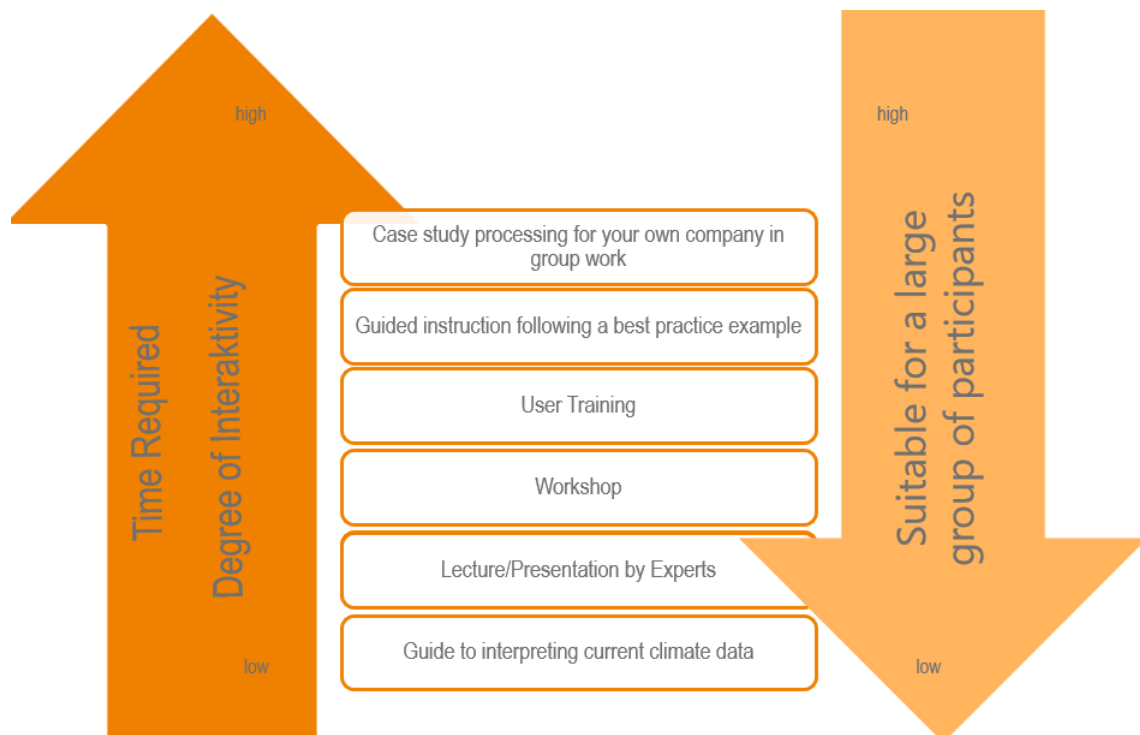 high
Time Required
Degree of Interaktivity
low
Case study processing for your own company in
group work
Guided instruction following a best practice example
User Training
Workshop
Lecture/Presentation by Experts
Guide to interpreting current climate data
high
Suitable for a large
group of participants
low